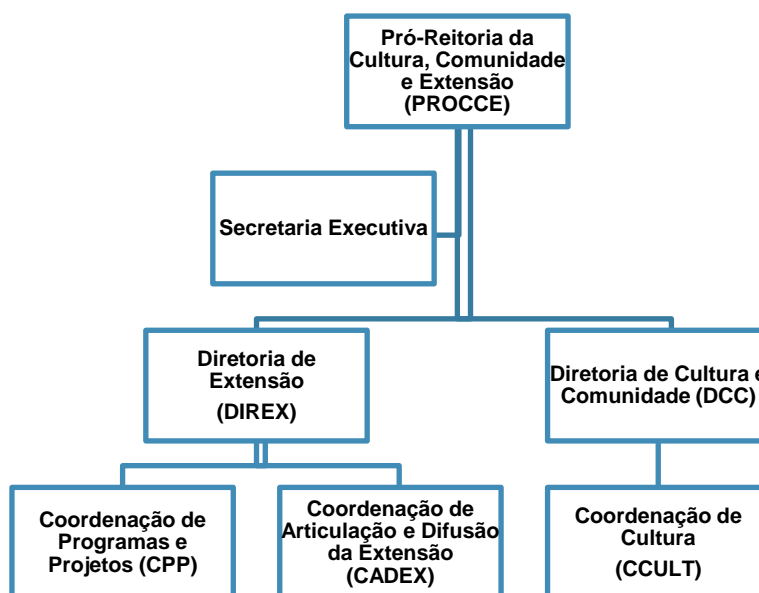 Pró-Reitoria da
Cultura, Comunidade
e Extensão
(PROCCE)
Secretaria Executiva
Diretoria de
Extensão
(DIREX)
Diretoria de Cultura e
Comunidade (DCC)
Coordenação de
Programas e
Projetos (CPP)
Coordenação de
Articulação e Difusão
da Extensão
(CADEX)
Coordenação de
Cultura
(CCULT)